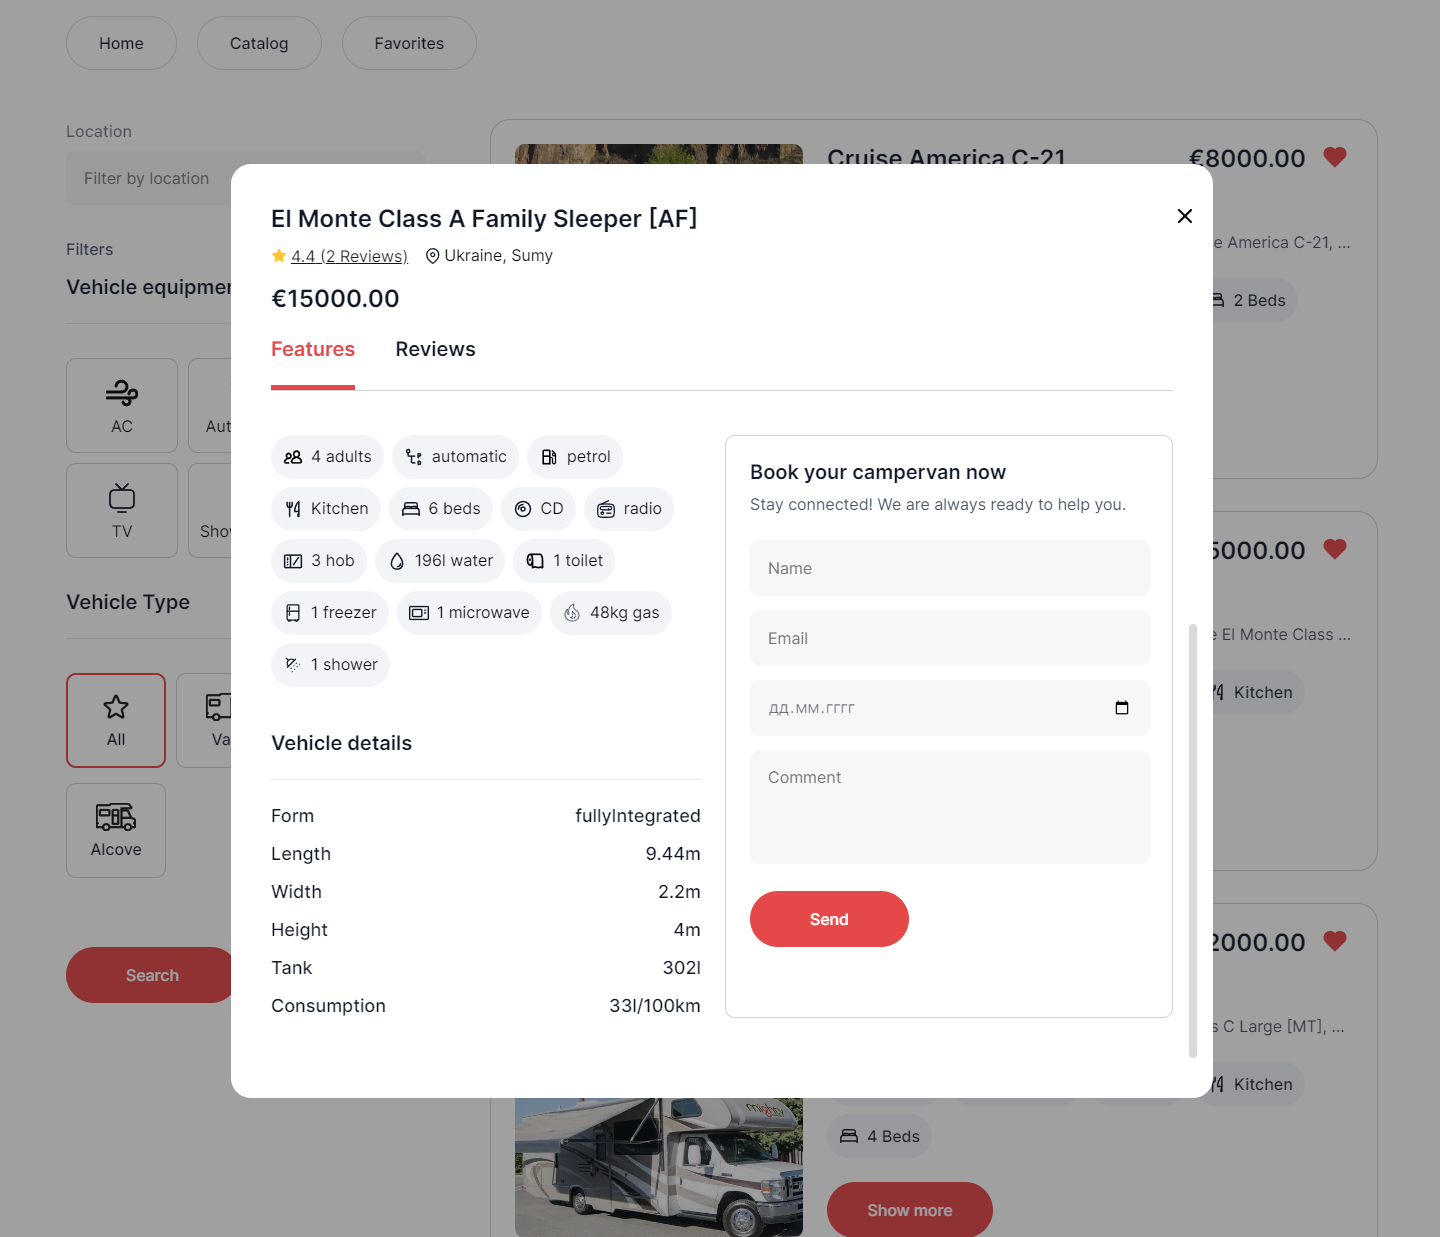 Home
Catalog
Favorites
Location
Filter by location
Filters
Vehicle equipmen
AC
Aut
TV
Show
Vehicle Type
All
Va
Alcove
Search
Cruise America C-21
€8000.00
e America C-21, ...
2 Beds
5000.00
e El Monte Class ...
Kitchen
2000.00
s C Large [MT], ...
Kitchen
4 Beds
Show more
mighty
El Monte Class A Family Sleeper [AF]
4.4 (2 Reviews)
Ukraine, Sumy
€15000.00
Features
Reviews
4 adults
automatic
petrol
Kitchen
6 beds
CD
radio
3 hob
196l water
1 toilet
1 freezer
1 microwave
48kg gas
1 shower
Vehicle details
Form fullyIntegrated
Length 9.44m
Width 2.2m
Height 4m
Tank 302l
Consumption 33l/100km
Book your campervan now
Stay connected! We are always ready to help you.
Name
Email
дд.мм.гггг
Comment
Send